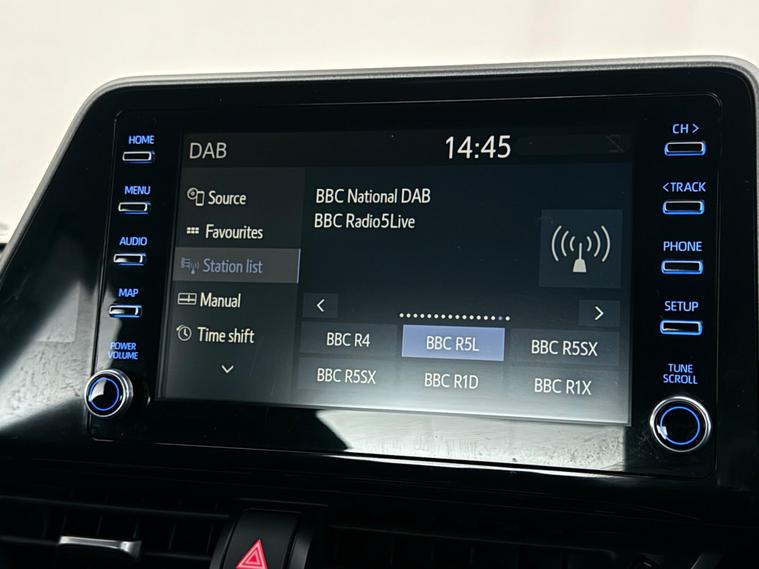 HOME
MENU
AUDIO
MAP
POWER
VOLUME
DAB
14:45
Source
Favourites
Station list
Manual
Time shift
BBC National DAB
BBC Radio5Live
BBC R4
BBC R5L
BBC R5SX
BBC R5SX
BBC R1D
BBC R1X
CH >
<TRACK
PHONE
SETUP
TUNE
SCROLL